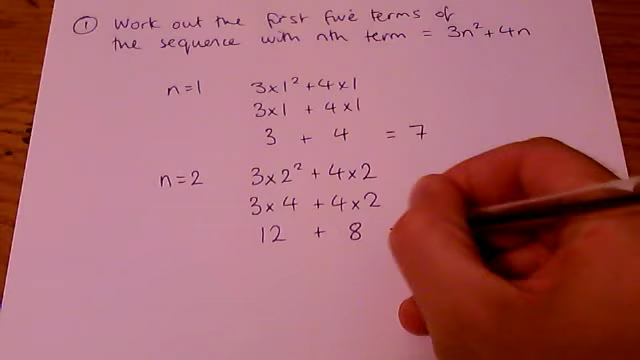 ① Work out the first five terms of
the sequence with nth term = 3n² + 4n
n=1 3×1² + 4×1
3×1 + 4×1
3 + 4 = 7
n=2 3×2² + 4×2
3×4 + 4×2
12 + 8